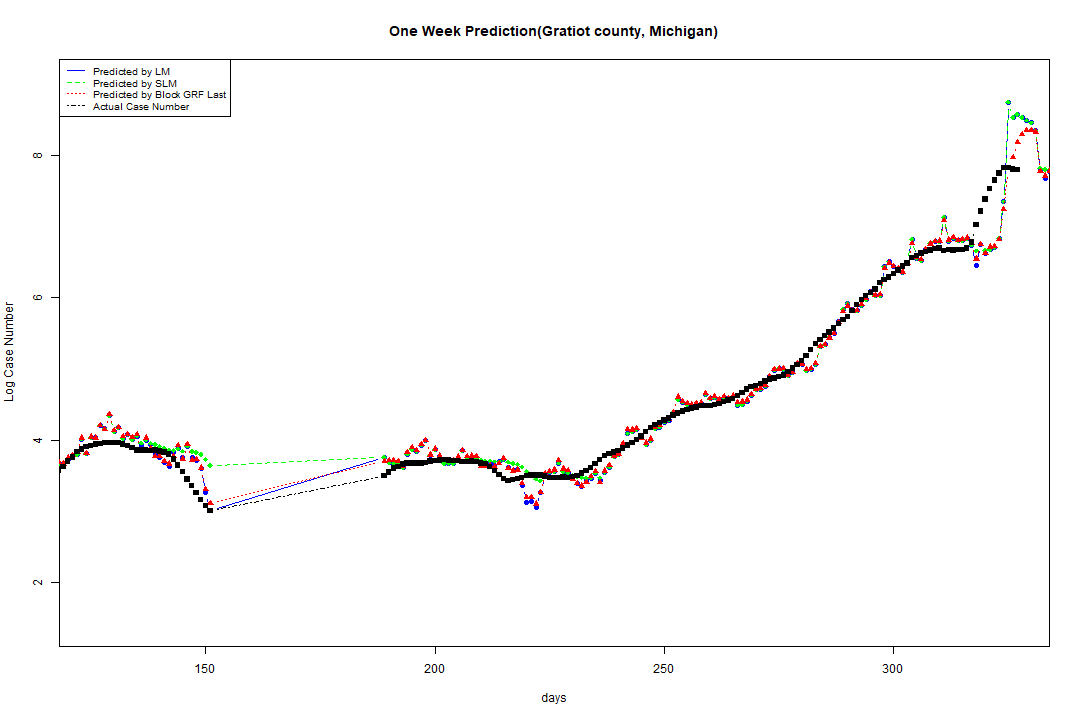 One Week Prediction(Gratiot county, Michigan)
Predicted by LM
Predicted by SLM
Predicted by Block GRF Last
Actual Case Number
8
6
4
2
Log Case Number
150 200 250 300
days